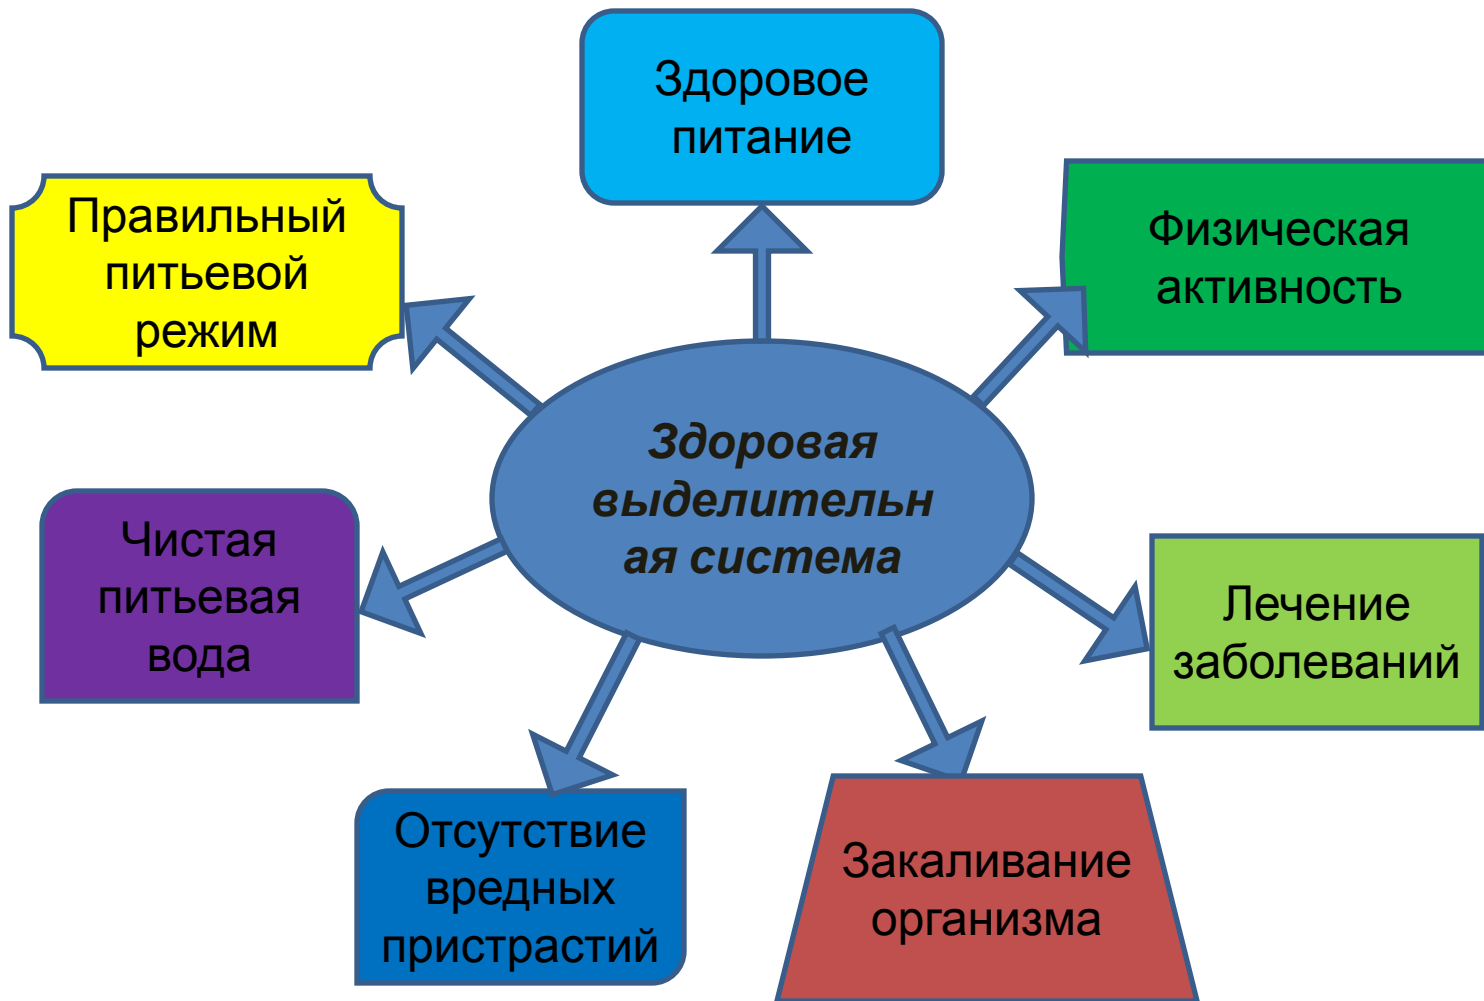 Здоровое
питание
Правильный
питьевой
режим
Физическая
активность
Здоровая
выделительн
ая система
Чистая
питьевая
вода
Лечение
заболеваний
Отсутствие
вредных
пристрастий
Закаливание
организма